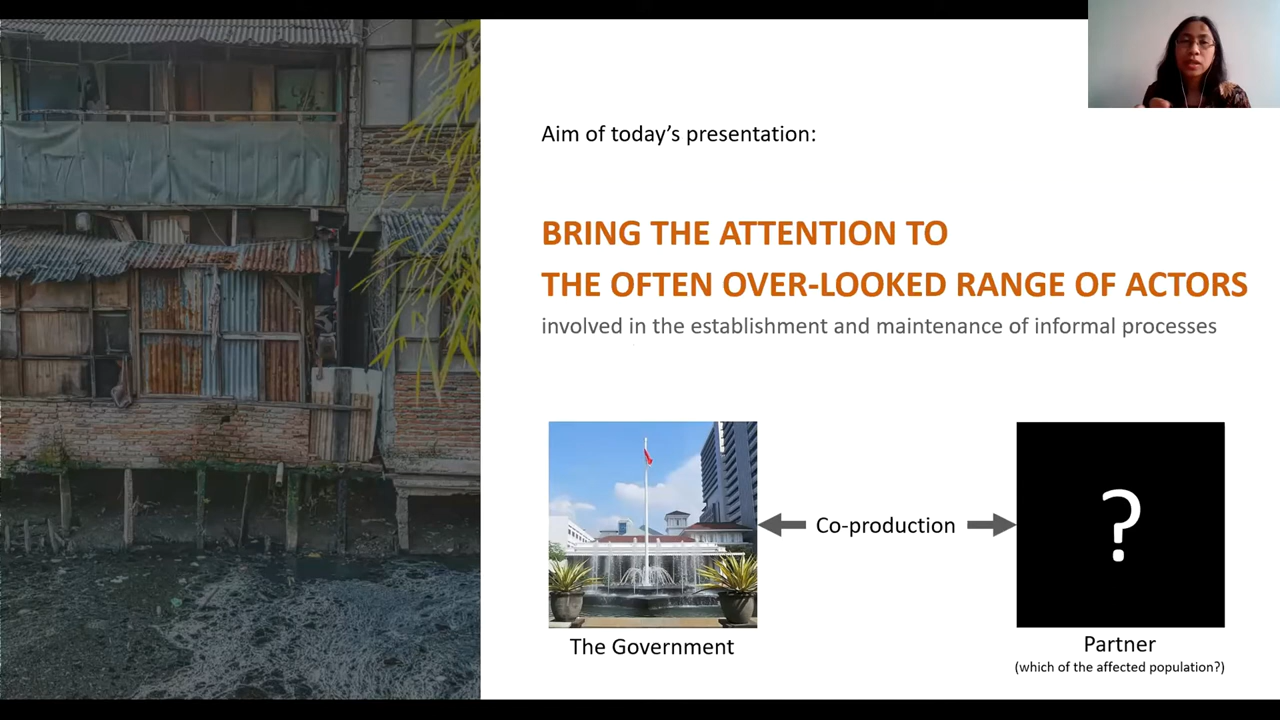 Aim of today's presentation:
BRING THE ATTENTION TO
THE OFTEN OVER-LOOKED RANGE OF ACTORS
involved in the establishment and maintenance of informal processes
Co-production
?
The Government
Partner
(which of the affected population?)